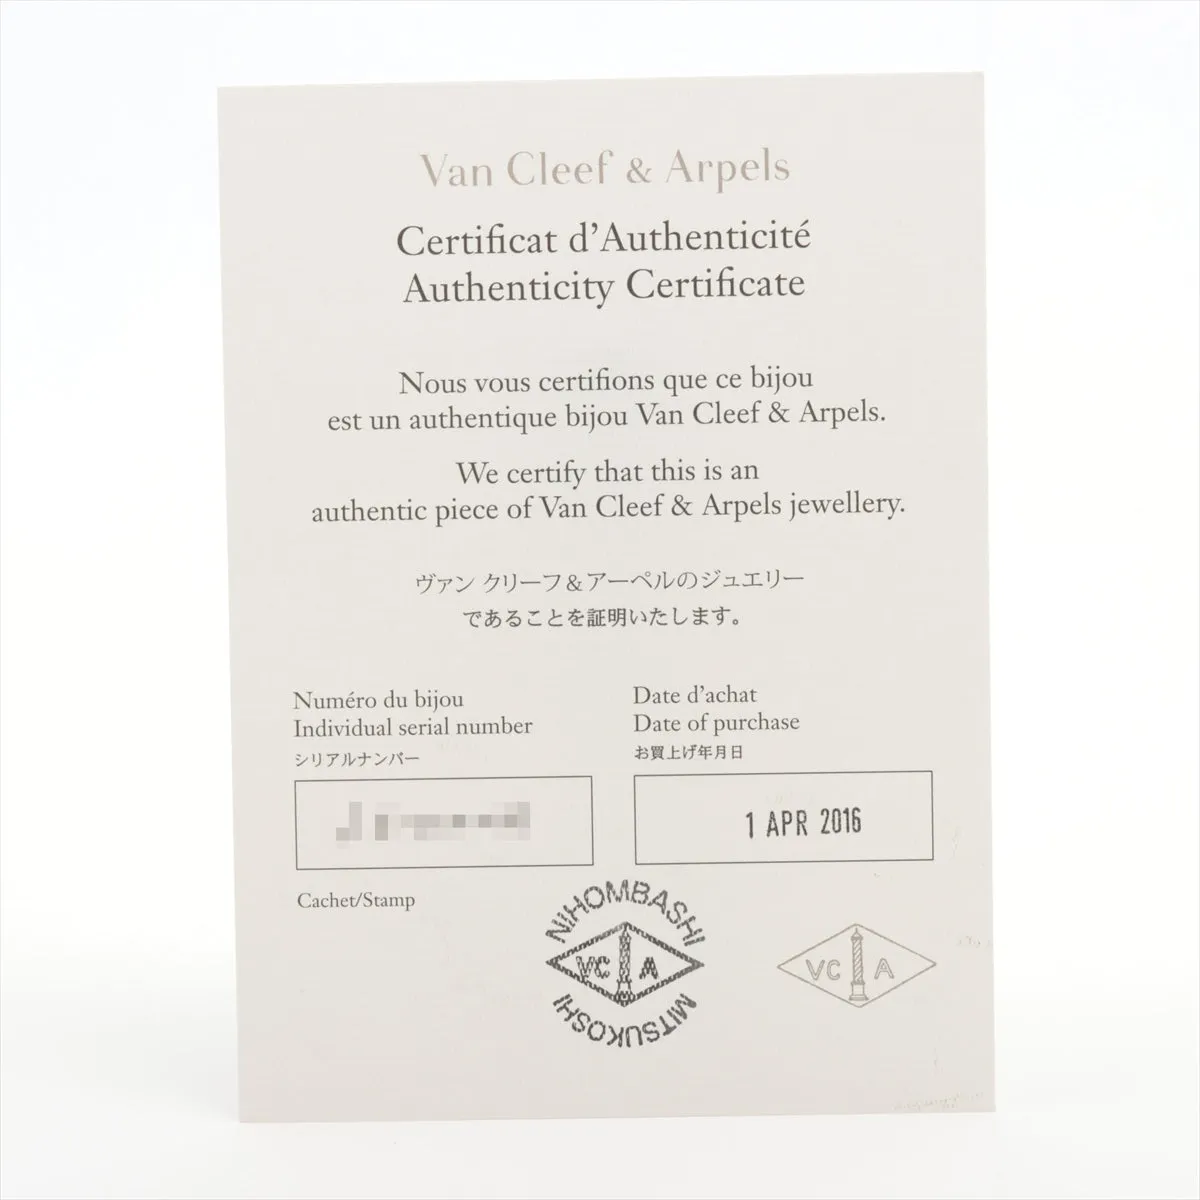 Van Cleef & Arpels
Certificat d'Authenticité
Authenticity Certificate
Nous vous certifions que ce bijou
est un authentique bijou Van Cleef & Arpels.
We certify that this is an
authentic piece of Van Cleef & Arpels jewellery.
ヴァン クリーフ&アーペルのジュエリー
であることを証明いたします。
Numéro du bijou
Individual serial number
シリアルナンバー
Date d'achat
Date of purchase
お買上げ年月日
1 APR 2016
Cachet/Stamp
NIHOMBASHI
VC A
MITSUKOSHI
VC A